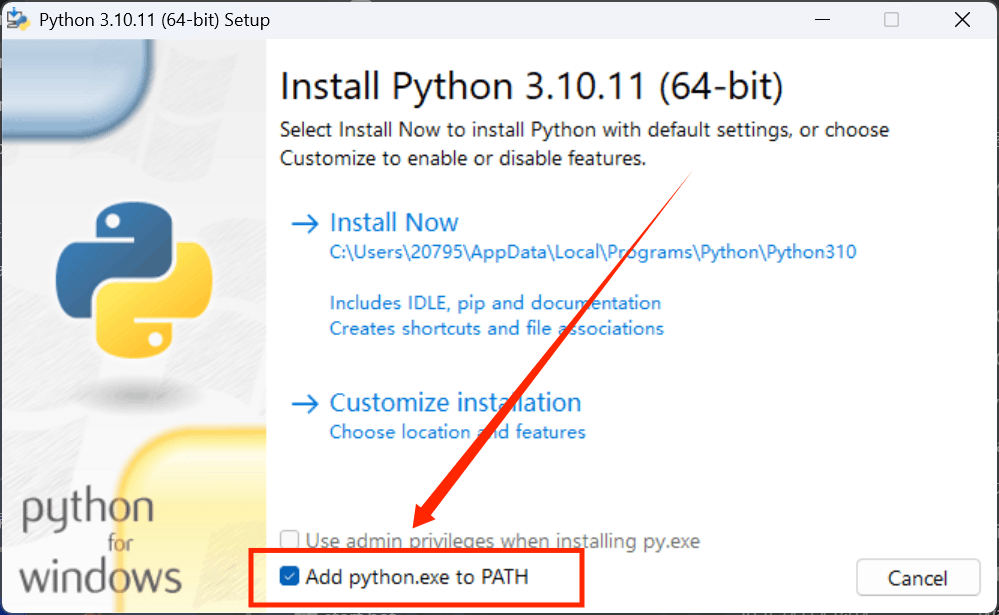 Python 3.10.11 (64-bit) Setup
Install Python 3.10.11 (64-bit)
Select Install Now to install Python with default settings, or choose
Customize to enable or disable features.
Install Now
C:\Users\20795\AppData\Local\Programs\Python\Python310
Includes IDLE, pip and documentation
Creates shortcuts and file associations
Customize installation
Choose location and features
python
for
windows
Use admin privileges when installing py.exe
Add python.exe to PATH
Cancel